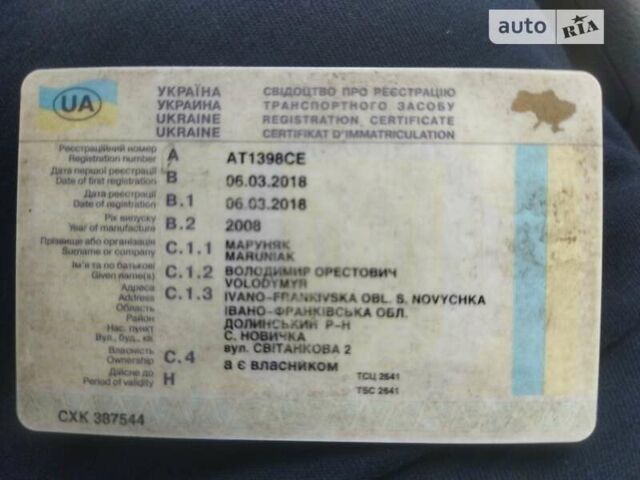 auto RIA
UA
УКРАЇНА СВІДОЦТВО ПРО РЕЄСТРАЦІЮ
УКРАИНА ТРАНСПОРТНОГО ЗАСОБУ
UKRAINE REGISTRATION CERTIFICATE
UKRAINE CERTIFIKAT D'IMMATRICULATION
Реєстраційний номер
Registration number A AT1398CE
Дата першої реєстрації
Date of first registration B 06.03.2018
Дата реєстрації
Date of registration B.1 06.03.2018
Рік випуску
Year of manufacture B.2 2008
Прізвище або організація C.1.1 МАРУНЯК
Surname or company MARUNIAK
Ім'я та по батькові C.1.2 ВОЛОДИМИР ОРЕСТОВИЧ
Given name(s) VOLODYMYR
Адреса C.1.3 IVANO-FRANKIVSKA OBL. S. NOVYCHKA
Address
Область ІВАНО-ФРАНКІВСЬКА ОБЛ.
Район ДОЛИНСЬКИЙ Р-Н
Нас. пункт С. НОВИЧКА
Вул., буд., кв. вул. СВІТАНКОВА 2
Власність
Ownership C.4 а є власником
Дійсне до ТСЦ 2641
Period of validity H
TSC 2641
СХК 387544